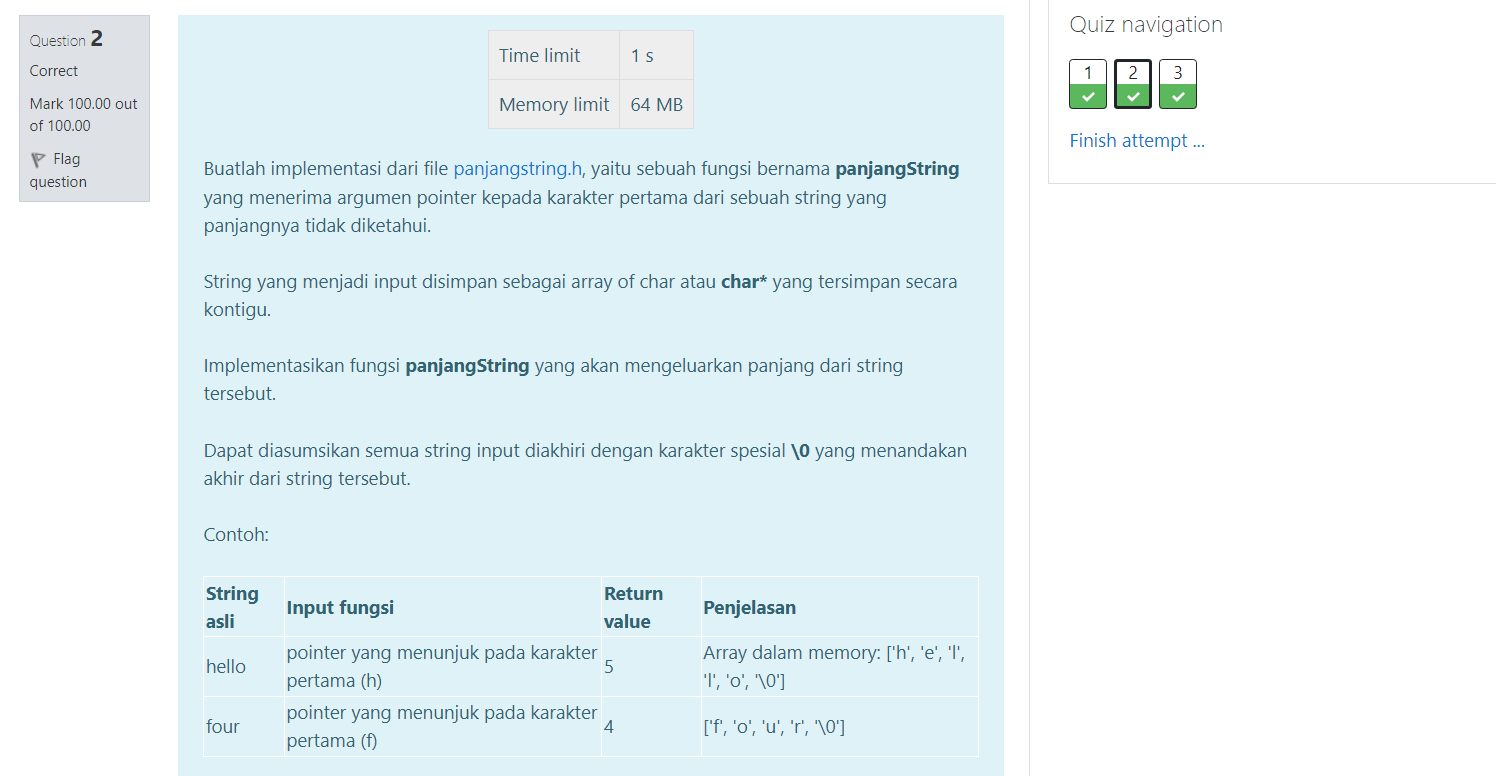 Question 2
Correct
Mark 100.00 out
of 100.00
Flag
question
Time limit 1 s
Memory limit 64 MB
Buatlah implementasi dari file panjangstring.h, yaitu sebuah fungsi bernama panjangString
yang menerima argumen pointer kepada karakter pertama dari sebuah string yang
panjangnya tidak diketahui.
String yang menjadi input disimpan sebagai array of char atau char* yang tersimpan secara
kontigu.
Implementasikan fungsi panjangString yang akan mengeluarkan panjang dari string
tersebut.
Dapat diasumsikan semua string input diakhiri dengan karakter spesial \0 yang menandakan
akhir dari string tersebut.
Contoh:
String
asli
Input fungsi
Return
value
Penjelasan
hello
pointer yang menunjuk pada karakter
pertama (h)
5
Array dalam memory: ['h', 'e', 'l',
'l', 'o', '\0']
four
pointer yang menunjuk pada karakter
pertama (f)
4
['f', 'o', 'u', 'r', '\0']
Quiz navigation
1 2 3
Finish attempt ...